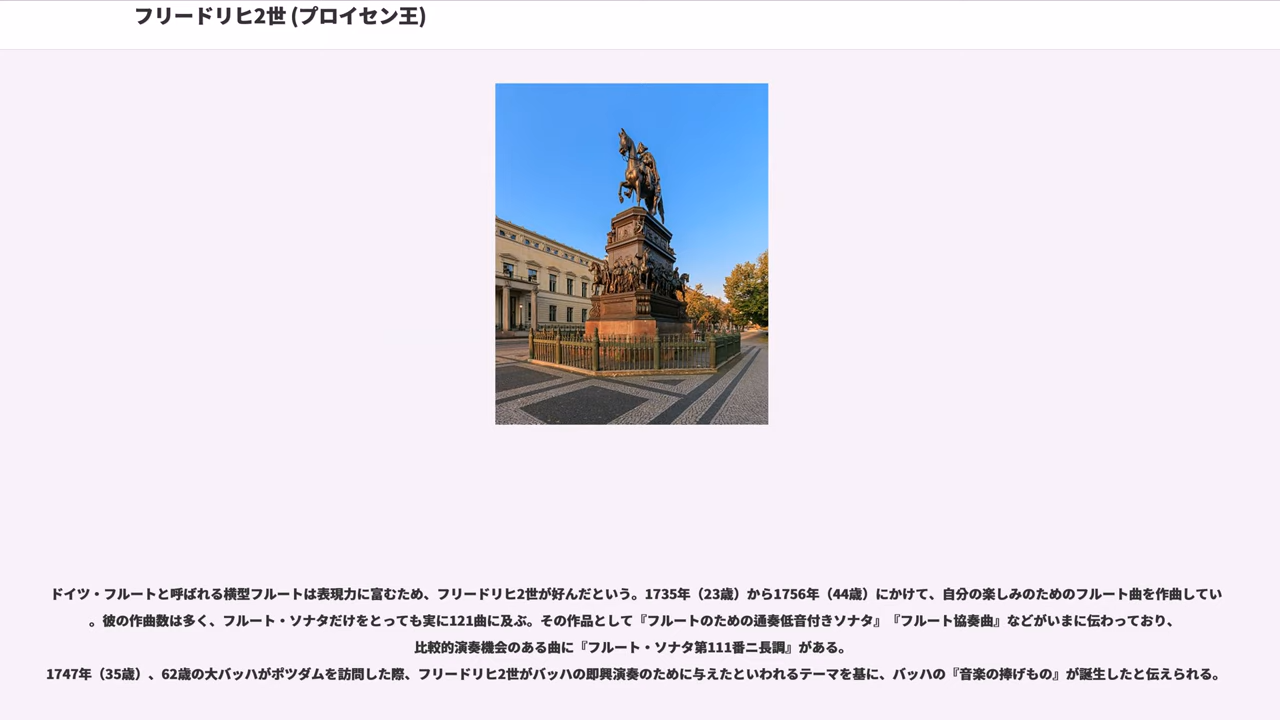 フリードリヒ2世 (プロイセン王)
ドイツ・フルートと呼ばれる横型フルートは表現力に富むため、フリードリヒ2世が好んだという。1735年（23歳）から1756年（44歳）にかけて、自分の楽しみのためのフルート曲を作曲してい
。彼の作曲数は多く、フルート・ソナタだけをとっても実に121曲に及ぶ。その作品として『フルートのための通奏低音付きソナタ』『フルート協奏曲』などがいまに伝わっており、
比較的演奏機会のある曲に『フルート・ソナタ第111番ニ長調』がある。
1747年（35歳）、62歳の大バッハがポツダムを訪問した際、フリードリヒ2世がバッハの即興演奏のために与えたといわれるテーマを基に、バッハの『音楽の捧げもの』が誕生したと伝えられる。